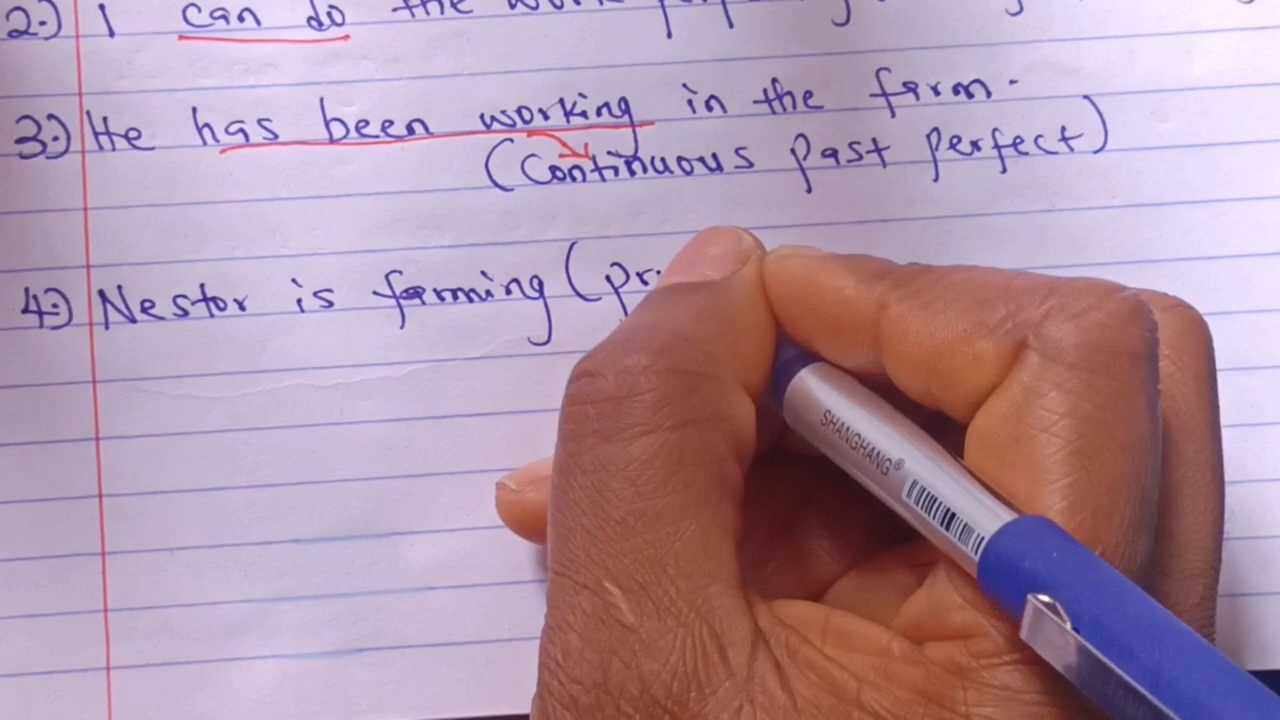 2.) I can do the work
3.) He has been working in the farm.
(Continuous past perfect)
4.) Nestor is farming (pr
SHANGHANG®